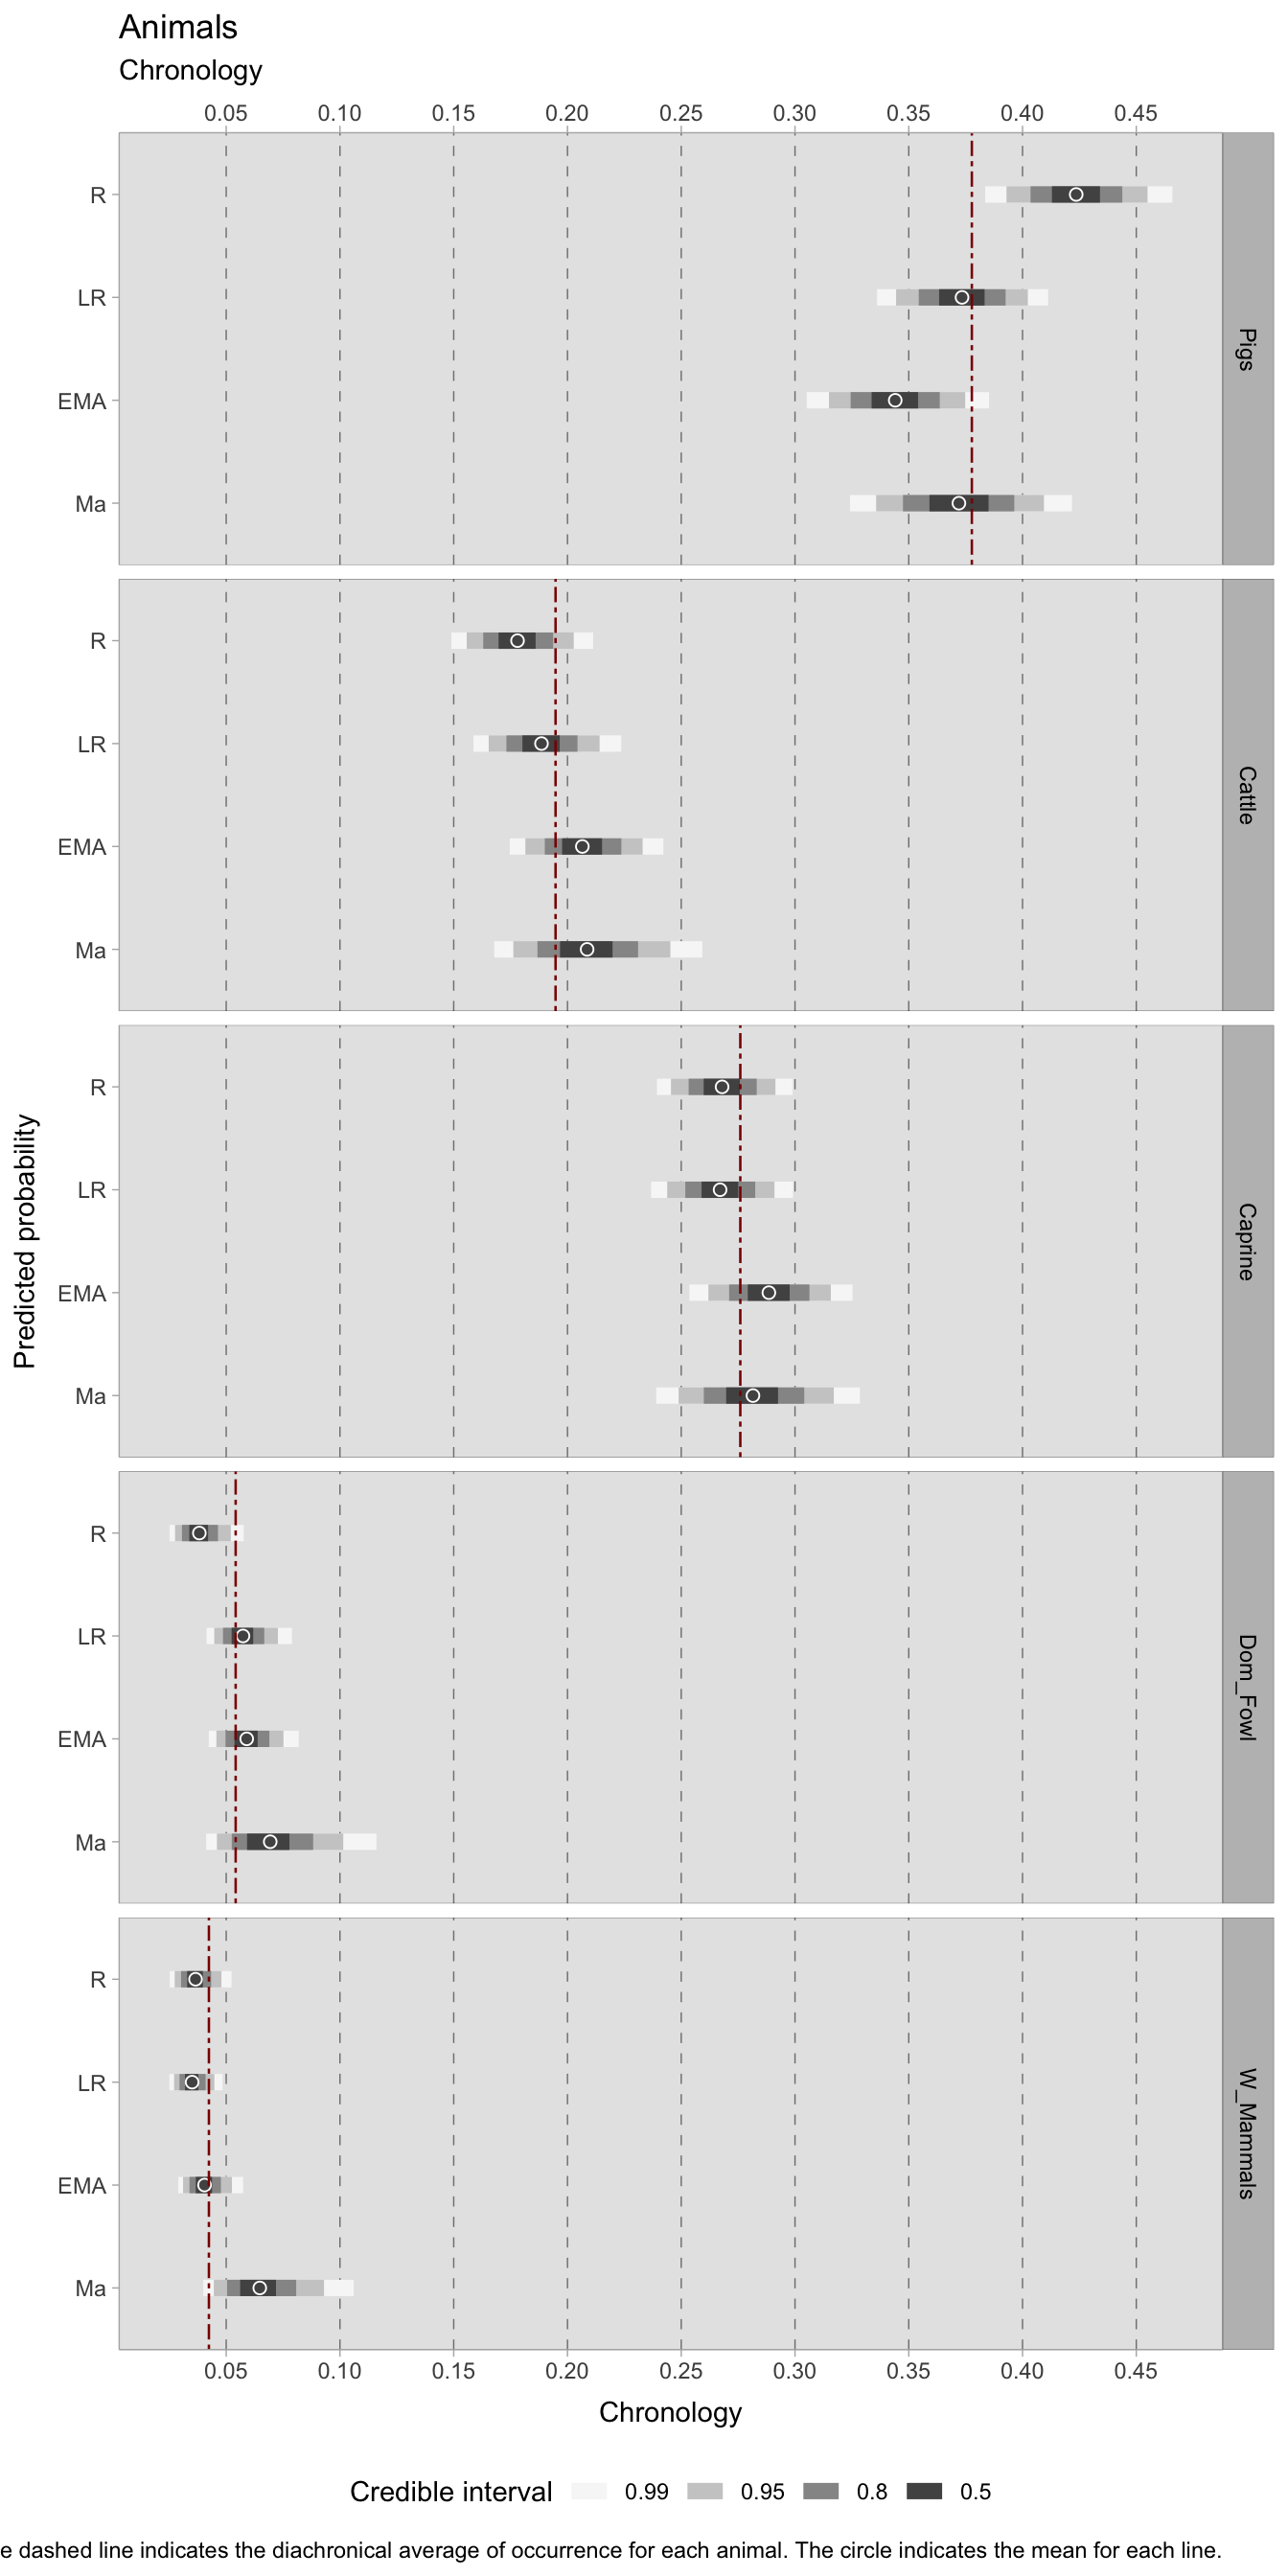 Animals
Chronology
0.05 0.10 0.15 0.20 0.25 0.30 0.35 0.40 0.45
R
LR
EMA
Ma
Pigs
R
LR
EMA
Ma
Cattle
R
LR
EMA
Ma
Caprine
R
LR
EMA
Ma
Dom_Fowl
R
LR
EMA
Ma
W_Mammals
Predicted probability
0.05 0.10 0.15 0.20 0.25 0.30 0.35 0.40 0.45
Chronology
Credible interval 0.99 0.95 0.8 0.5
e dashed line indicates the diachronical average of occurrence for each animal. The circle indicates the mean for each line.